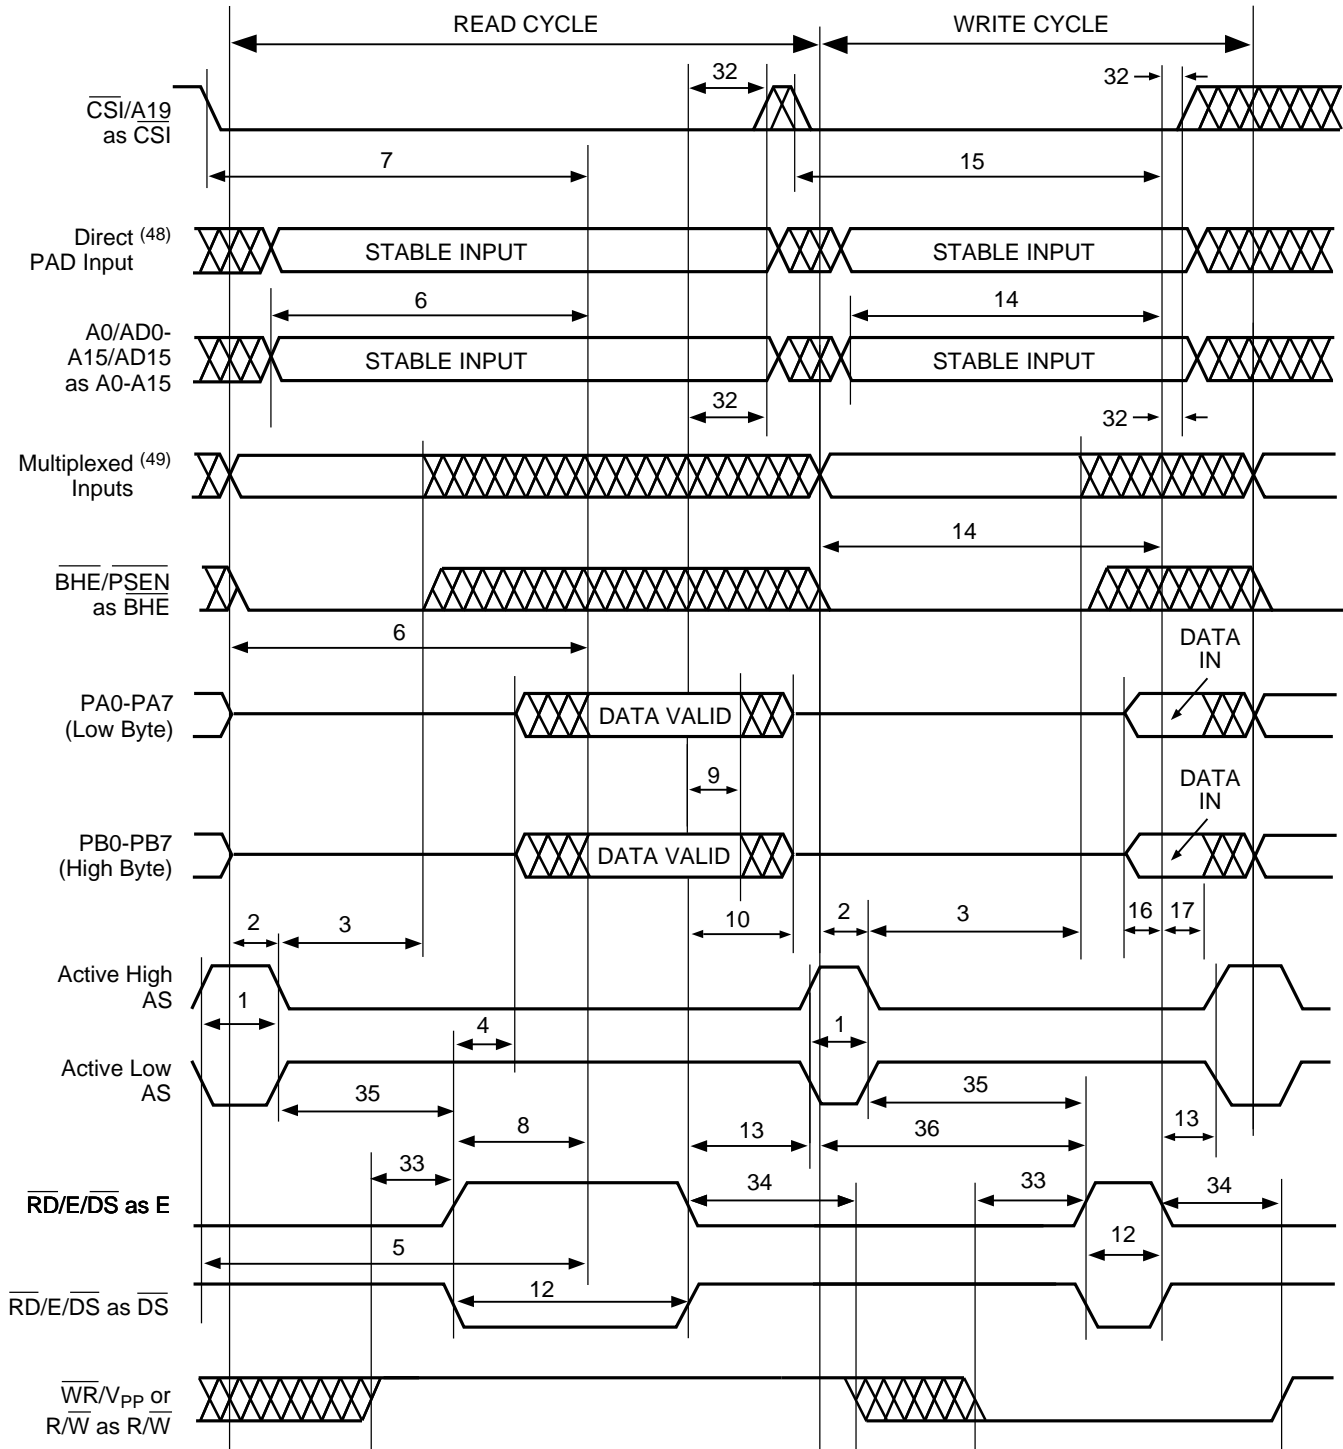 READ CYCLE
WRITE CYCLE
32
32
CSI/A19
as CSI
7
15
Direct (48)
PAD Input
STABLE INPUT
STABLE INPUT
6
14
A0/AD0-
A15/AD15
as A0-A15
STABLE INPUT
STABLE INPUT
32
32
Multiplexed (49)
Inputs
14
BHE/PSEN
as BHE
6
DATA
IN
PA0-PA7
(Low Byte)
DATA VALID
9
DATA
IN
PB0-PB7
(High Byte)
DATA VALID
2
3
10
2
3
16
17
Active High
AS
1
4
1
Active Low
AS
35
35
8
13
36
13
33
34
33
34
RD/E/DS as E
5
12
12
RD/E/DS as DS
WR/VPP or
R/W as R/W